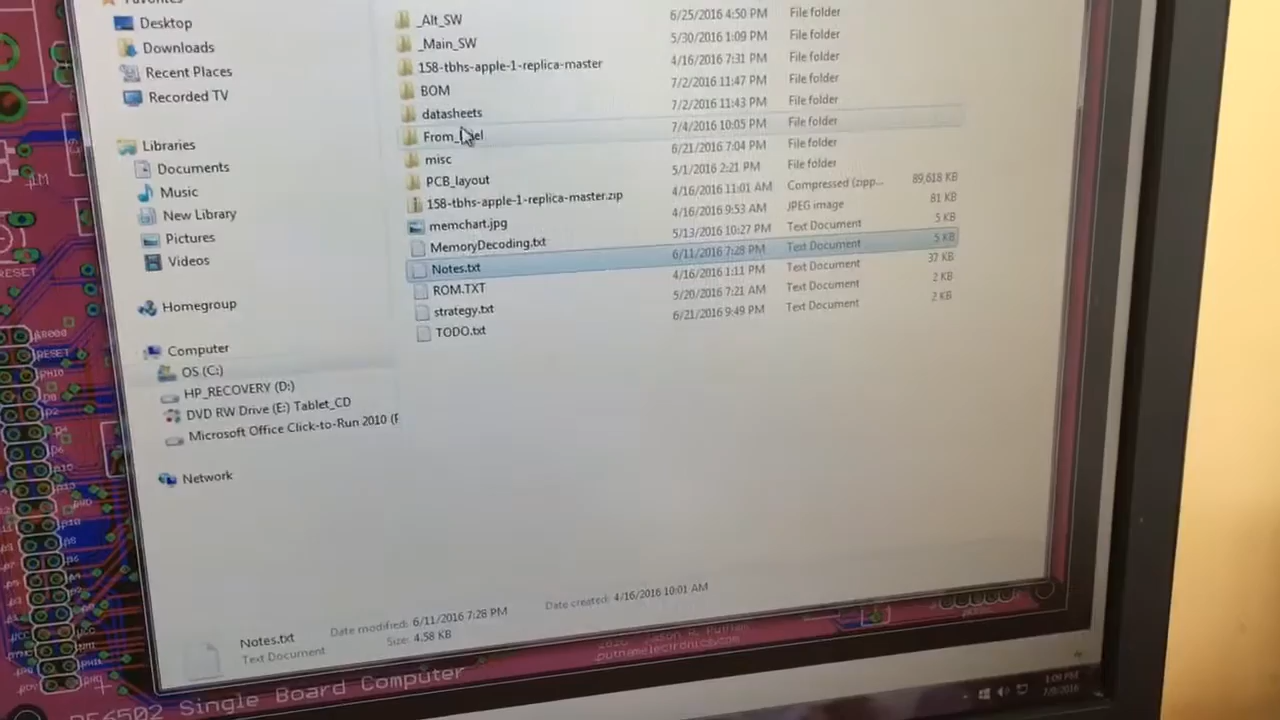 Favorites
Desktop
Downloads
Recent Places
Recorded TV
Libraries
Documents
Music
New Library
Pictures
Videos
Homegroup
Computer
OS (C:)
HP_RECOVERY (D:)
DVD RW Drive (E:) Tablet_CD
Microsoft Office Click-to-Run 2010 (
Network
_Alt_SW 6/25/2016 4:50 PM File folder
_Main_SW 5/30/2016 1:09 PM File folder
158-tbhs-apple-1-replica-master 4/16/2016 7:31 PM File folder
BOM 7/2/2016 11:47 PM File folder
datasheets 7/2/2016 11:43 PM File folder
From_ 7/4/2016 10:05 PM File folder
misc 6/21/2016 7:04 PM File folder
PCB_layout 5/1/2016 2:21 PM File folder
158-tbhs-apple-1-replica-master.zip 4/16/2016 11:01 AM Compressed (zipp... 89,618 KB
memchart.jpg 4/16/2016 9:53 AM JPEG image 81 KB
MemoryDecoding.txt 5/13/2016 10:27 PM Text Document 5 KB
Notes.txt 6/11/2016 7:28 PM Text Document 5 KB
ROM.TXT 4/16/2016 1:11 PM Text Document 37 KB
strategy.txt 5/20/2016 7:21 AM Text Document 2 KB
TODO.txt 6/21/2016 9:49 PM Text Document 2 KB
Notes.txt Date modified: 6/11/2016 7:28 PM Date created: 4/16/2016 10:01 AM
Text Document Size: 4.58 KB
RESET
RESET
Single Board Computer
putnamelectronics.com
1:09 PM